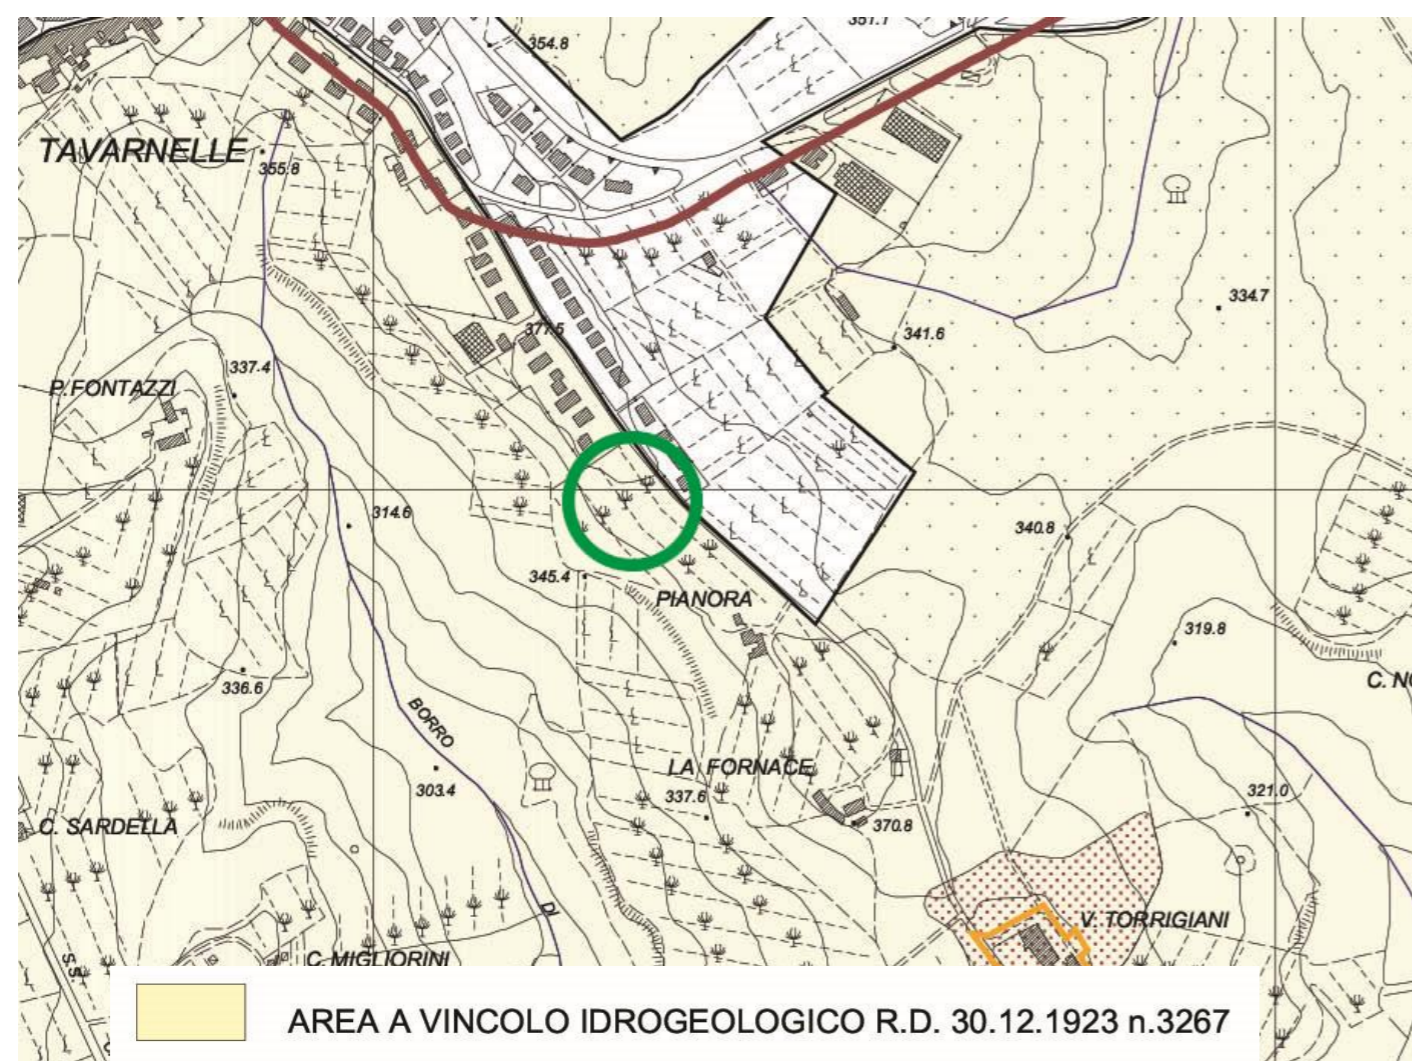 351.1
354.8
TAVARNELLE
355.8
334.7
377.5
341.6
337.4
P. FONTAZZI
314.6
340.8
345.4
PIANORA
319.8
336.6
BORRO
LA FORNACE
303.4
337.6
321.0
C. SARDELLA
370.8
DI
V. TORRIGIANI
C. MIGLIORINI
S.S.
AREA A VINCOLO IDROGEOLOGICO R.D. 30.12.1923 n.3267